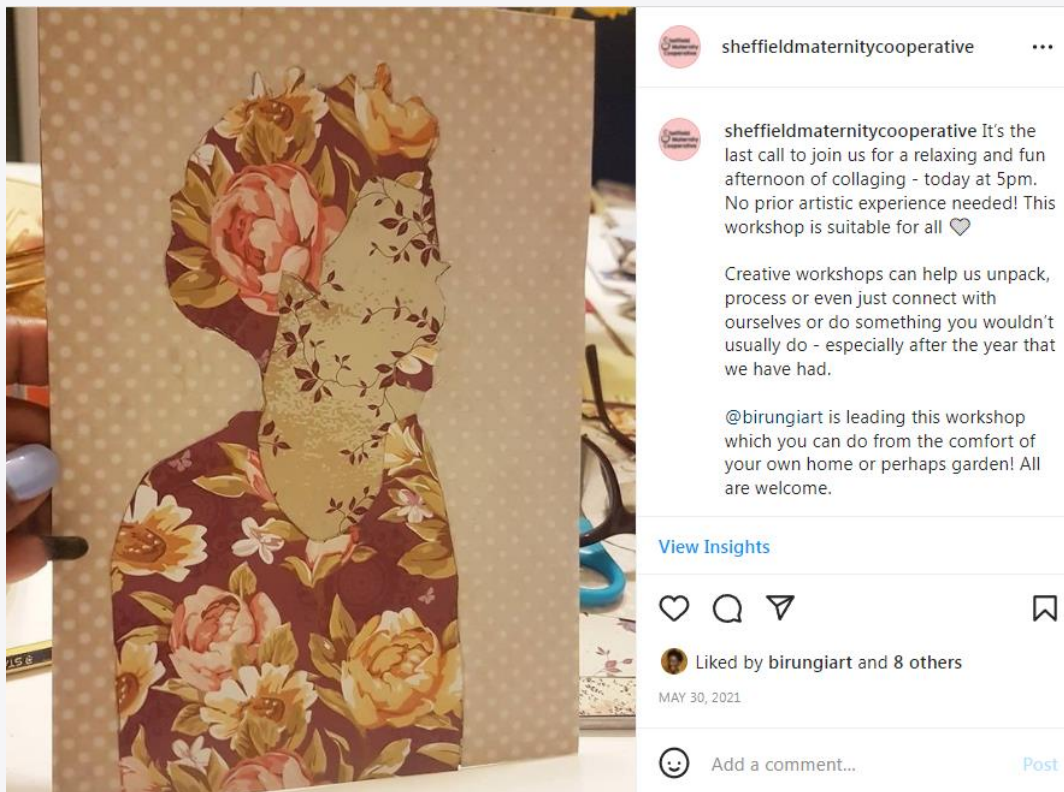 sheffieldmaternitycooperative
Sheffield
Maternity
Cooperative
sheffieldmaternitycooperative It's the
last call to join us for a relaxing and fun
afternoon of collaging - today at 5pm.
No prior artistic experience needed! This
workshop is suitable for all 🤍
Creative workshops can help us unpack,
process or even just connect with
ourselves or do something you wouldn't
usually do - especially after the year that
we have had.
@birungiart is leading this workshop
which you can do from the comfort of
your own home or perhaps garden! All
are welcome.
View Insights
Liked by birungiart and 8 others
MAY 30, 2021
Add a comment...
Post